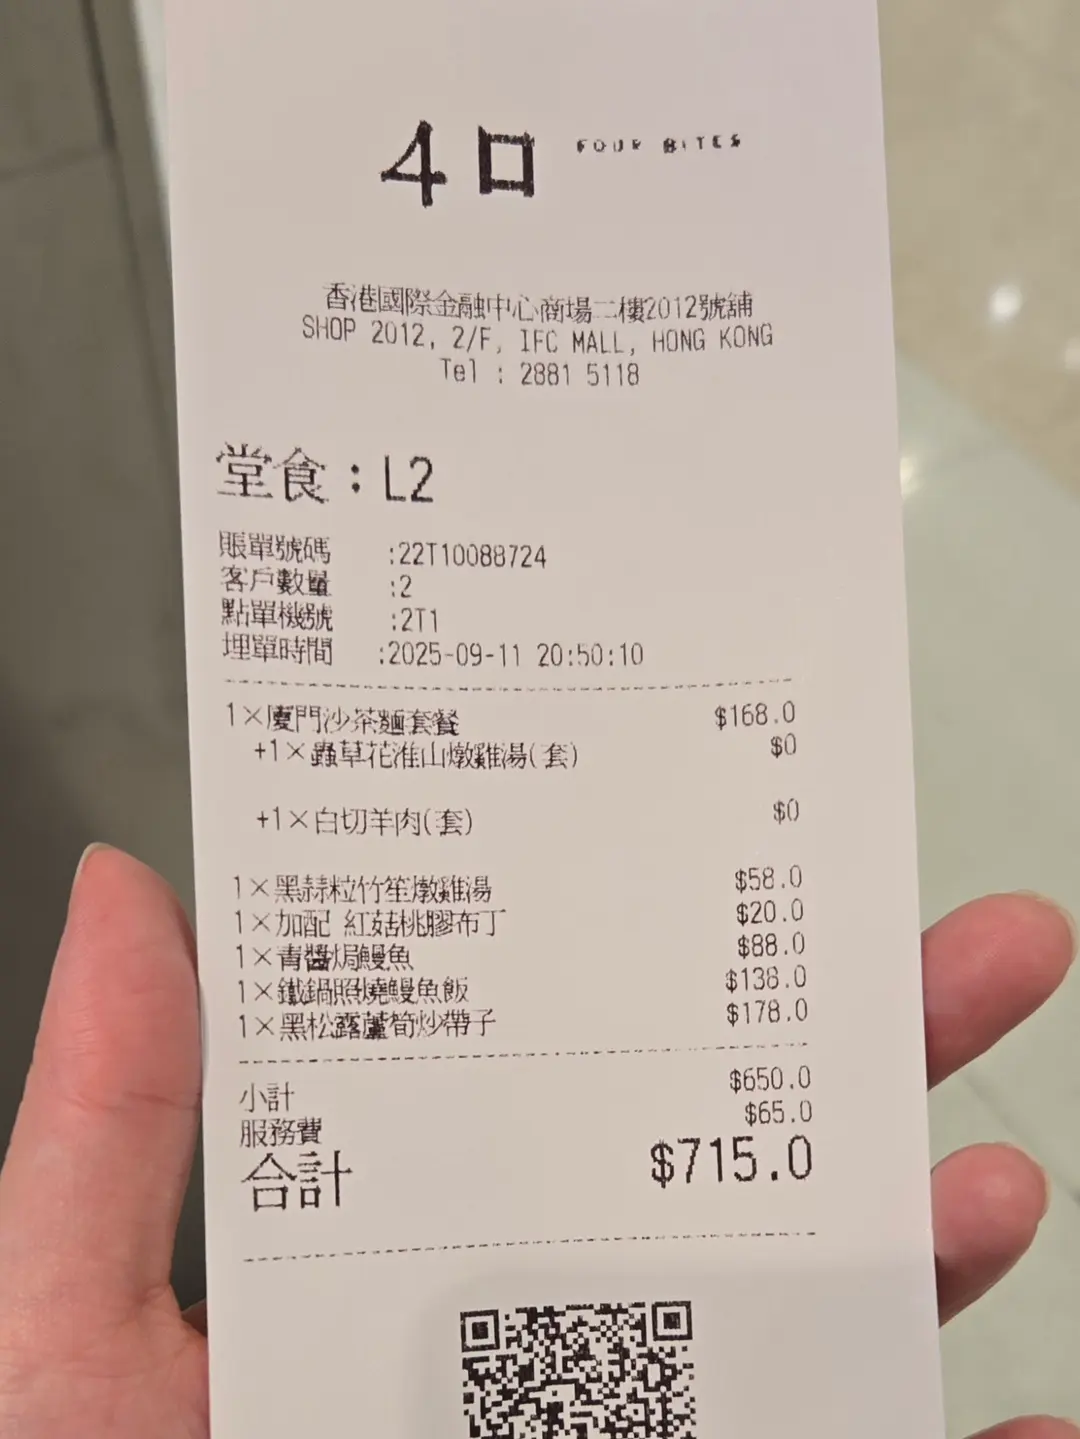 4口 FOUR BITES
香港國際金融中心商場二樓2012號舖
SHOP 2012, 2/F, IFC MALL, HONG KONG
Tel : 2881 5118
堂食：L2
賬單號碼 :22T10088724
客戶數量 :2
點單機號 :2T1
埋單時間 :2025-09-11 20:50:10
1×廈門沙茶麵套餐 $168.0
+1×蟲草花淮山燉雞湯(套) $0
+1×白切羊肉(套) $0
1×黑蒜粒竹笙燉雞湯 $58.0
1×加配 紅菇桃膠布丁 $20.0
1×青醬焗鰻魚 $88.0
1×鐵鍋照燒鰻魚飯 $138.0
1×黑松露蘆筍炒帶子 $178.0
小計 $650.0
服務費 $65.0
合計 $715.0